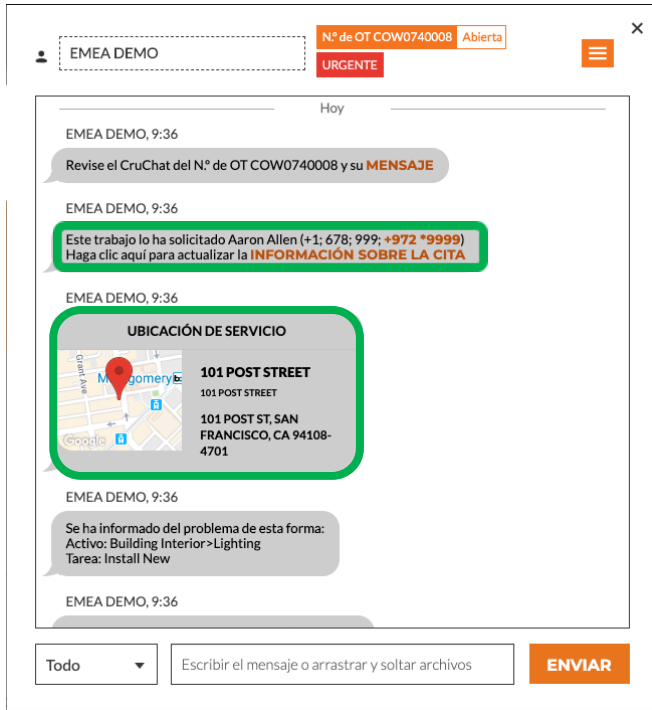 EMEA DEMO
N.º de OT COW0740008 Abierta
URGENTE
Hoy
EMEA DEMO, 9:36
Revise el CruChat del N.º de OT COW0740008 y su MENSAJE
EMEA DEMO, 9:36
Este trabajo lo ha solicitado Aaron Allen (+1; 678; 999; +972 *9999)
Haga clic aquí para actualizar la INFORMACIÓN SOBRE LA CITA
EMEA DEMO, 9:36
UBICACIÓN DE SERVICIO
Grant Ave
Google
101 POST STREET
101 POST STREET
101 POST ST, SAN
FRANCISCO, CA 94108-
4701
EMEA DEMO, 9:36
Se ha informado del problema de esta forma:
Activo: Building Interior>Lighting
Tarea: Install New
EMEA DEMO, 9:36
Todo
Escribir el mensaje o arrastrar y soltar archivos
ENVIAR